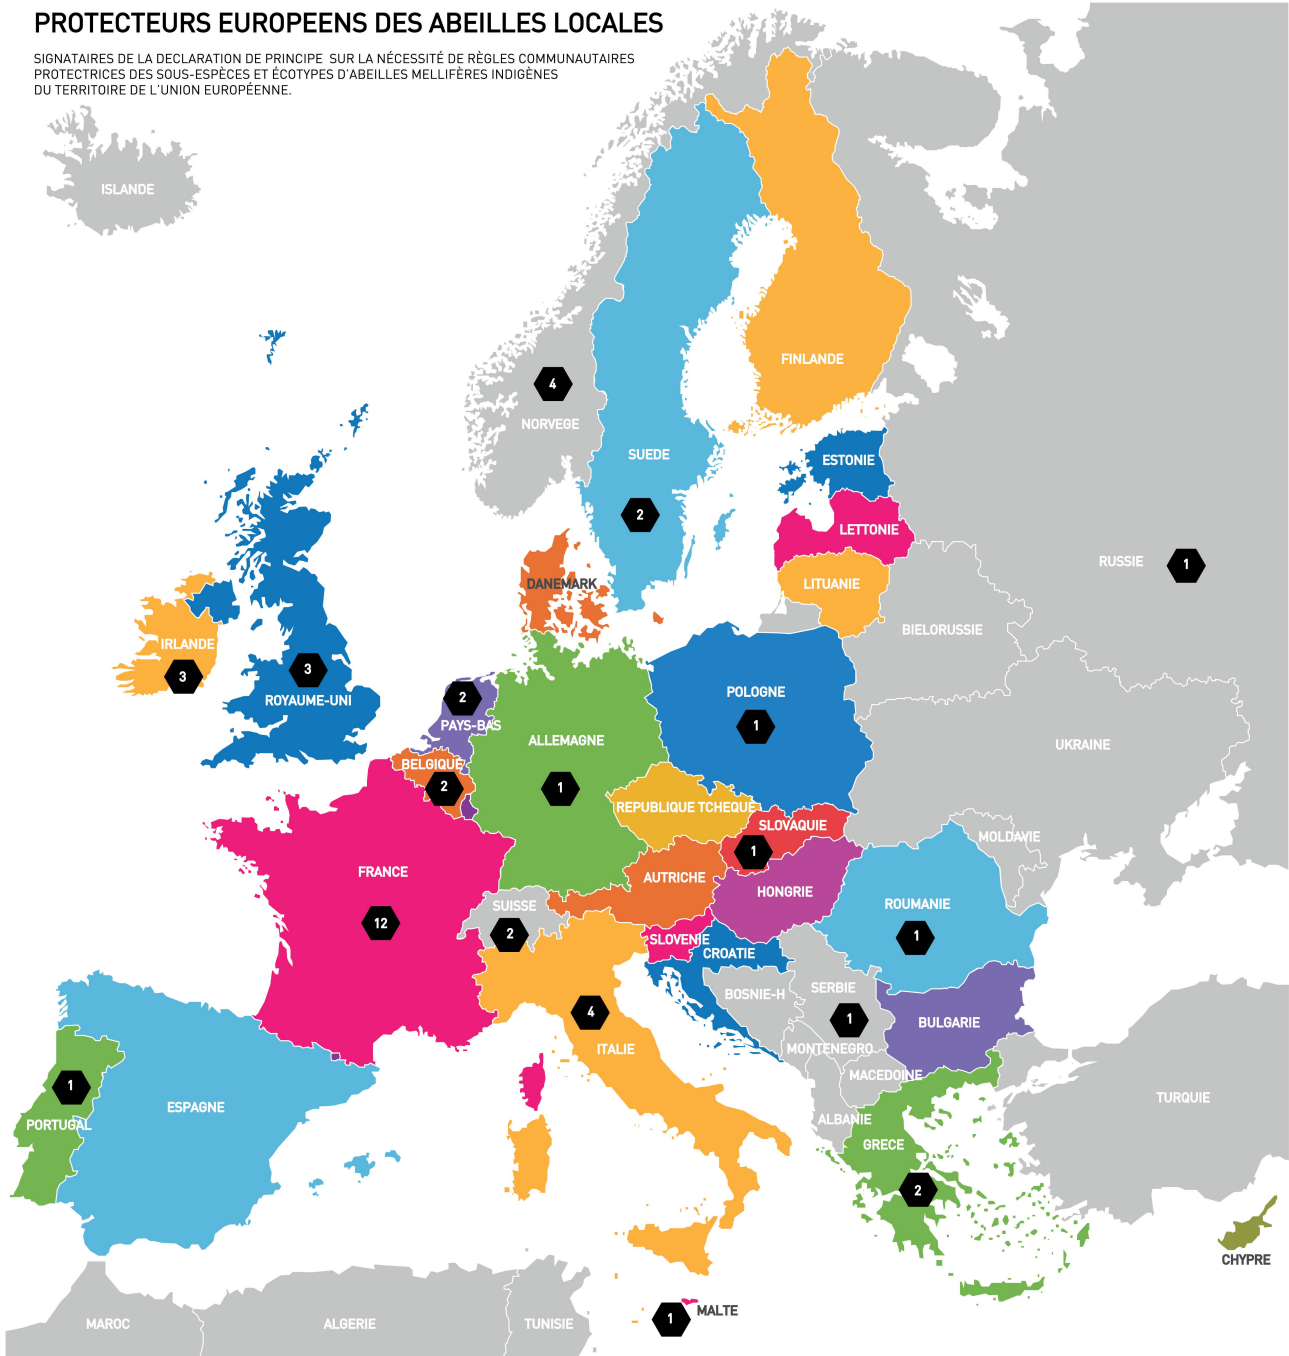 PROTECTEURS EUROPEENS DES ABEILLES LOCALES
SIGNATAIRES DE LA DECLARATION DE PRINCIPE SUR LA NÉCESSITÉ DE RÈGLES COMMUNAUTAIRES
PROTECTRICES DES SOUS-ESPÈCES ET ÉCOTYPES D'ABEILLES MELLIFÈRES INDIGÈNES
DU TERRITOIRE DE L'UNION EUROPÉENNE.
ISLANDE
FINLANDE
4
NORVEGE
SUEDE
2
ESTONIE
LETTONIE
RUSSIE
1
LITUANIE
DANEMARK
BIELORUSSIE
IRLANDE
3
3
ROYAUME-UNI
POLOGNE
1
2
PAYS-BAS
ALLEMAGNE
1
UKRAINE
BELGIQUE
2
REPUBLIQUE TCHEQUE
SLOVAQUIE
1
MOLDAVIE
FRANCE
12
AUTRICHE
HONGRIE
SUISSE
2
ROUMANIE
1
SLOVENIE
CROATIE
BOSNIE-H
SERBIE
1
4
ITALIE
BULGARIE
MONTENEGRO
MACEDOINE
1
PORTUGAL
ESPAGNE
ALBANIE
GRECE
2
TURQUIE
CHYPRE
1
MALTE
MAROC
ALGERIE
TUNISIE